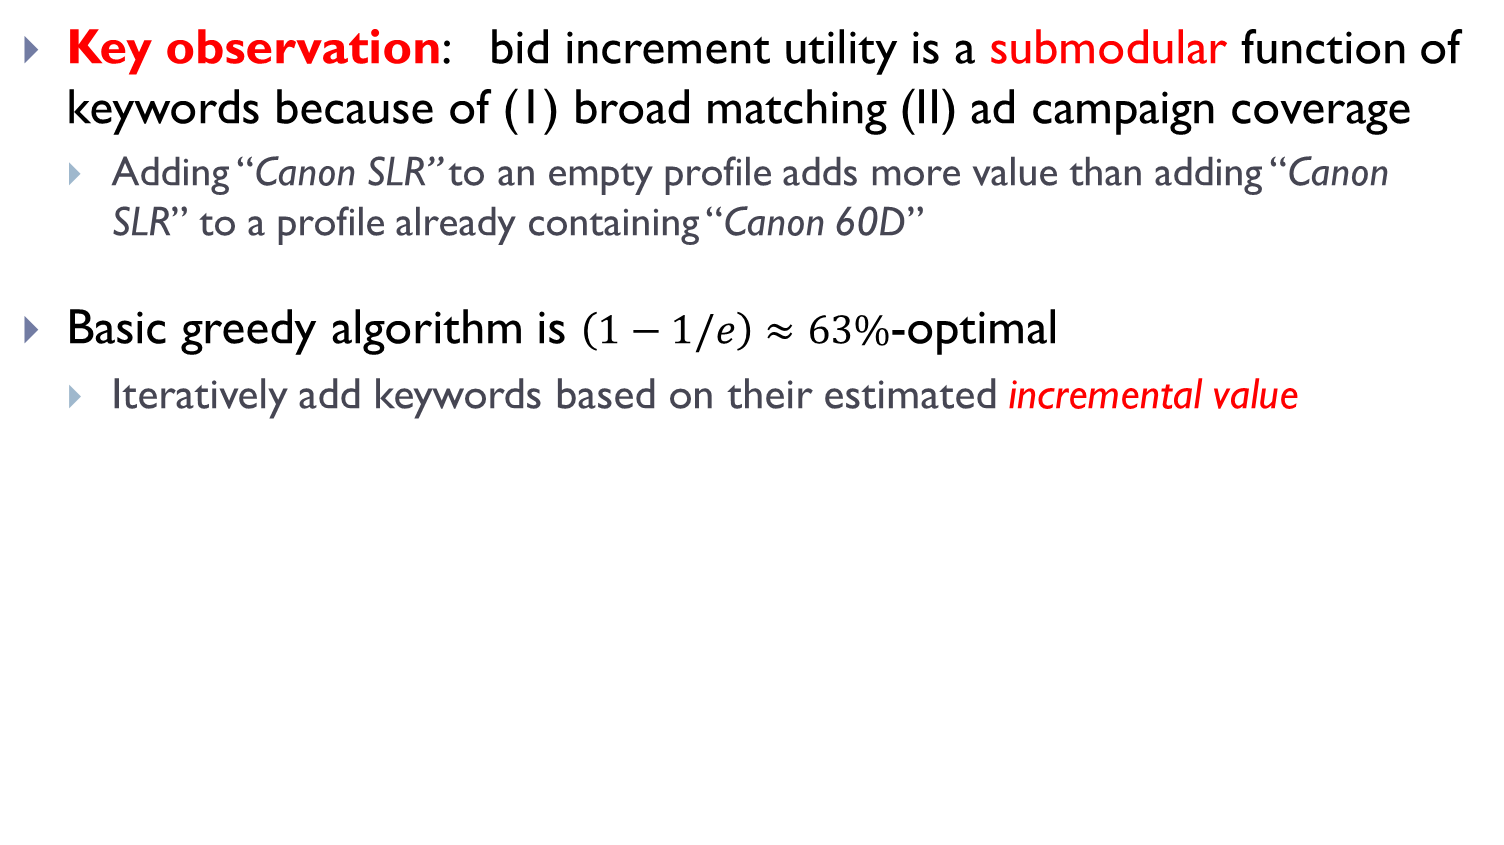 Key observation: bid increment utility is a submodular function of
keywords because of (1) broad matching (II) ad campaign coverage
Adding “Canon SLR” to an empty profile adds more value than adding “Canon
SLR” to a profile already containing “Canon 60D”
Basic greedy algorithm is (1 − 1/e) ≈ 63%-optimal
Iteratively add keywords based on their estimated incremental value